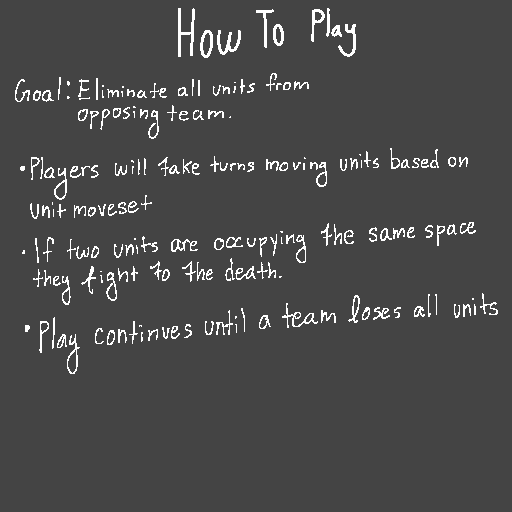 How To Play
Goal: Eliminate all units from
opposing team.
• Players will take turns moving units based on
unit moveset
• If two units are occupying the same space
they fight to the death.
• Play continues until a team loses all units